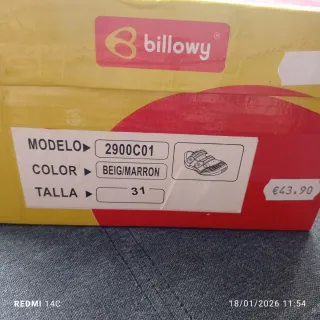 billowy
MODELO▶ 2900C01
COLOR ▶ BEIG/MARRON
TALLA ▶ 31
€43.90
REDMI 14C
18/01/2026 11:54